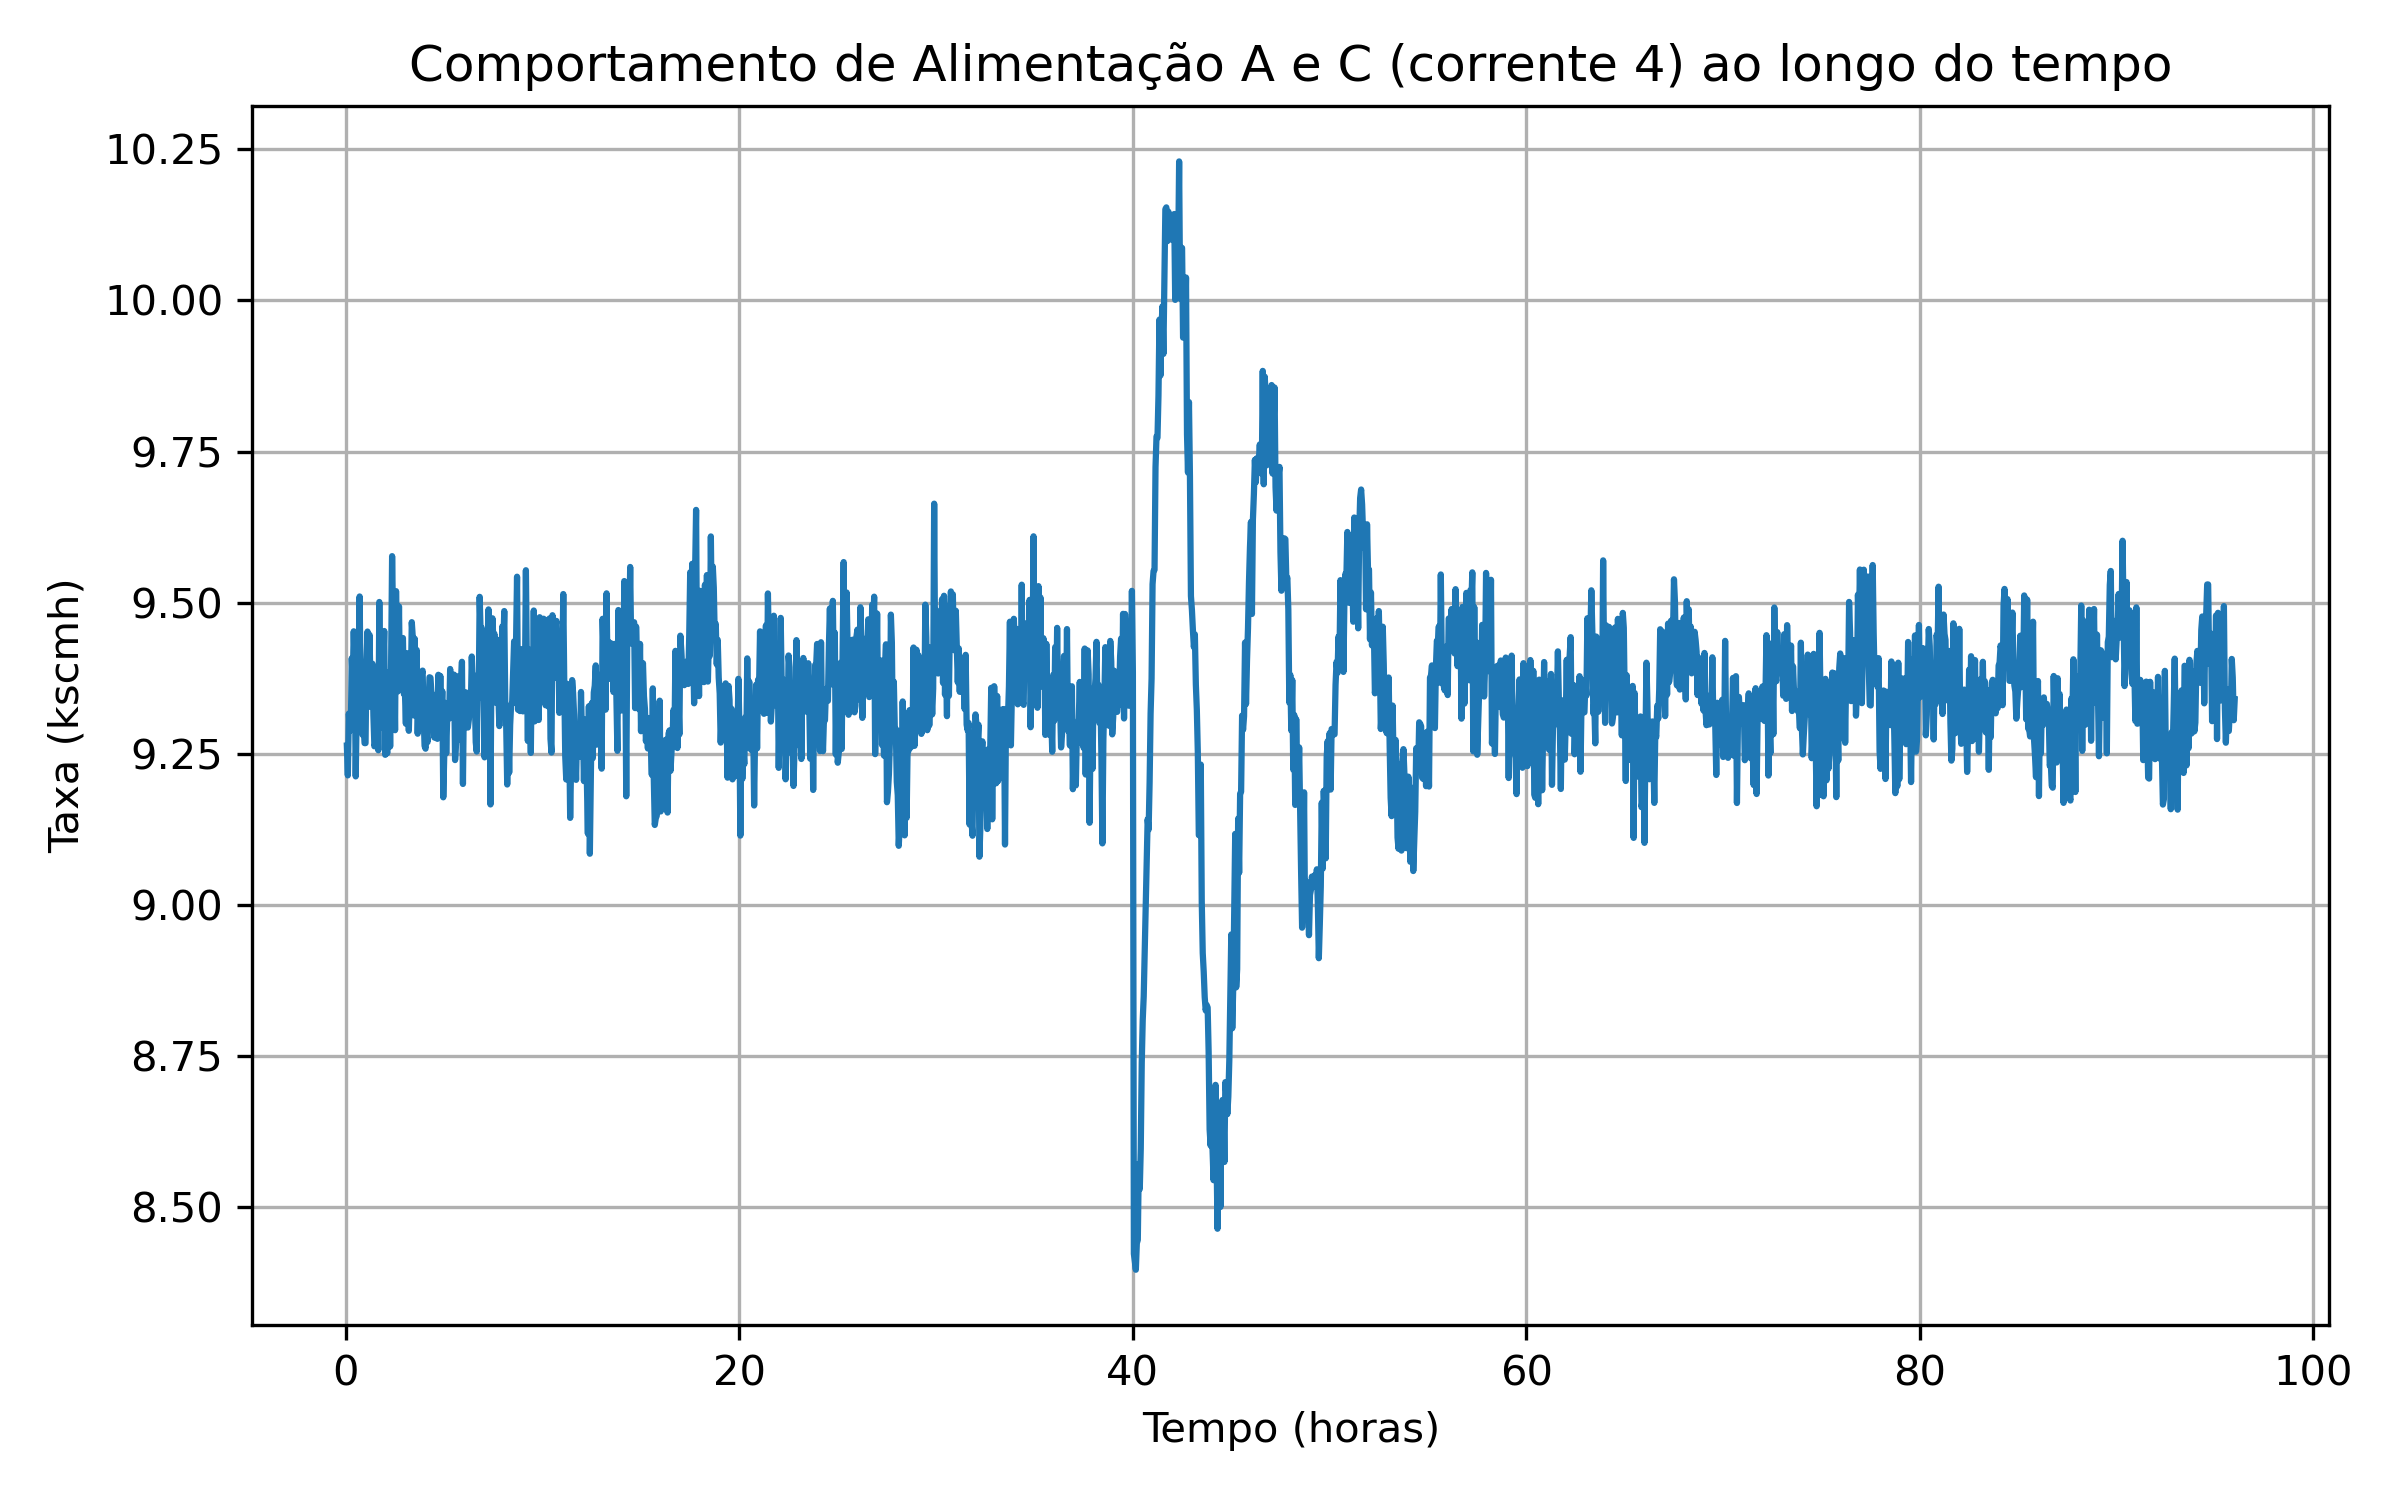 Comportamento de Alimentação A e C (corrente 4) ao longo do tempo
10.25
10.00
9.75
9.50
9.25
9.00
8.75
8.50
Taxa (kscmh)
0 20 40 60 80 100
Tempo (horas)